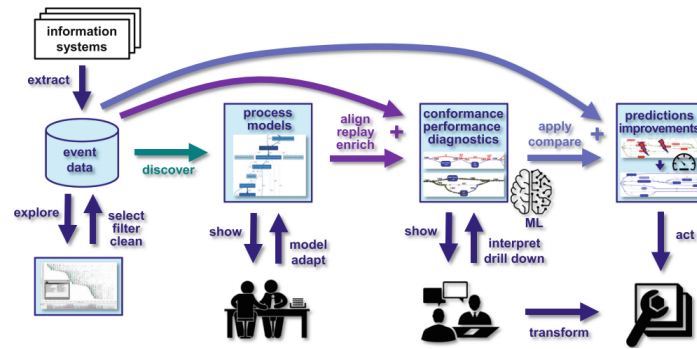 information
systems
extract
event
data
explore
select
filter
clean
discover
process
models
show
model
adapt
align
replay
enrich
+
conformance
performance
diagnostics
ML
show
interpret
drill down
apply
compare
+
predictions
improvements
act
transform